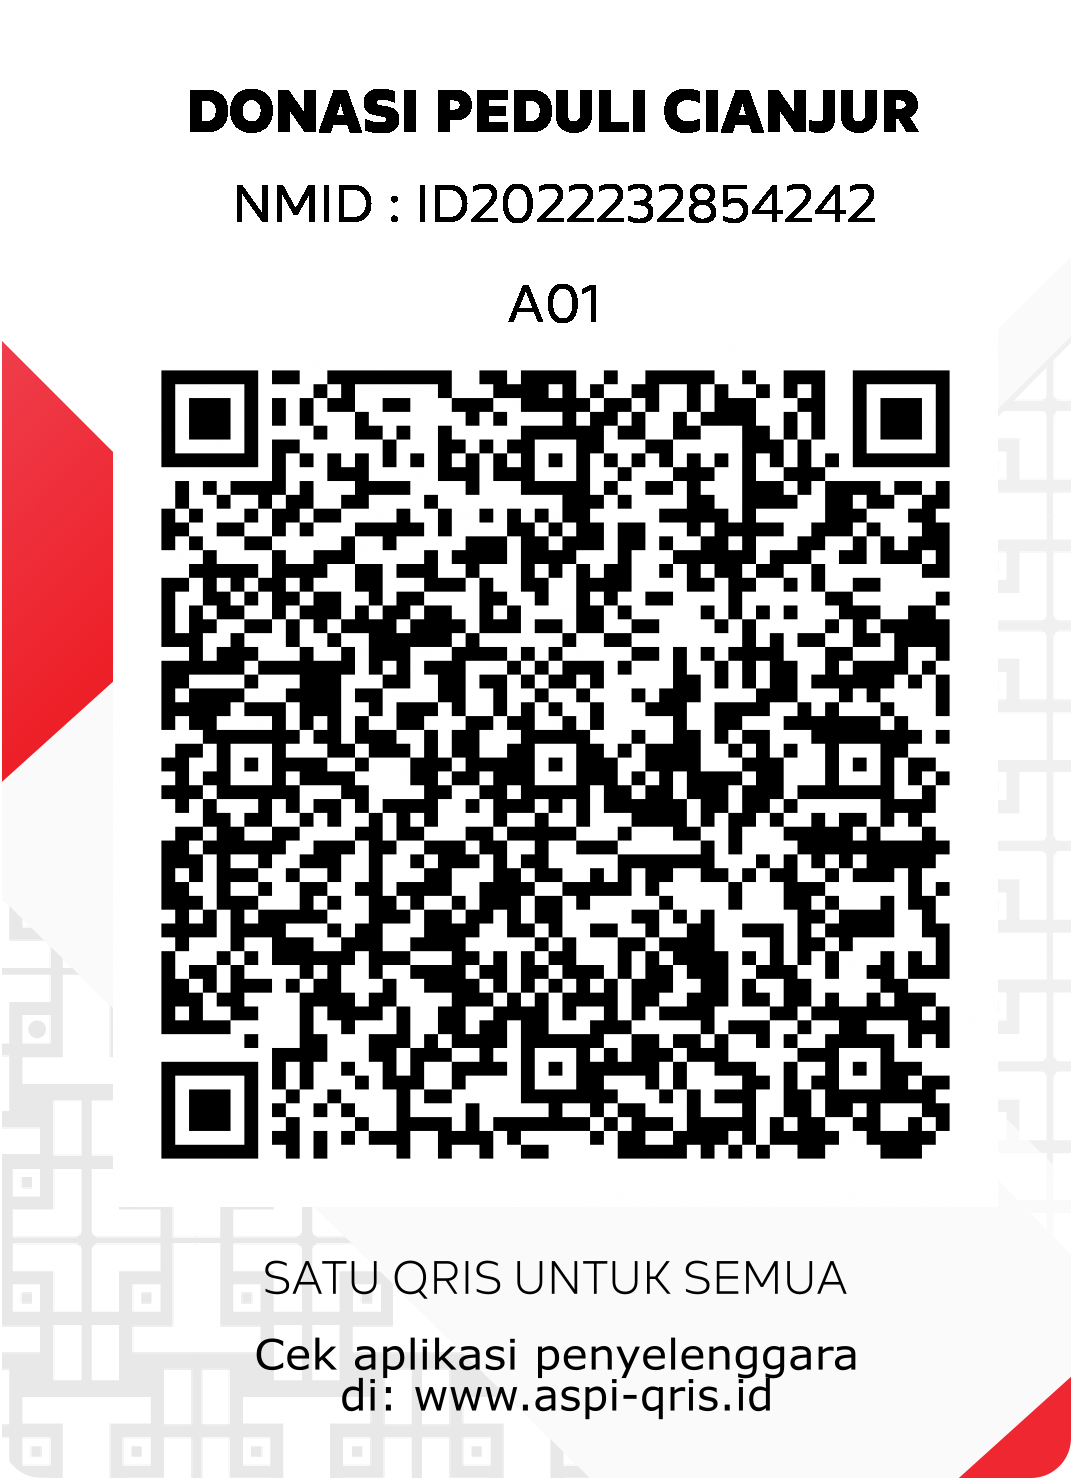 DONASI PEDULI CIANJUR
NMID : ID2022232854242
A01
SATU QRIS UNTUK SEMUA
Cek aplikasi penyelenggara
di: www.aspi-qris.id